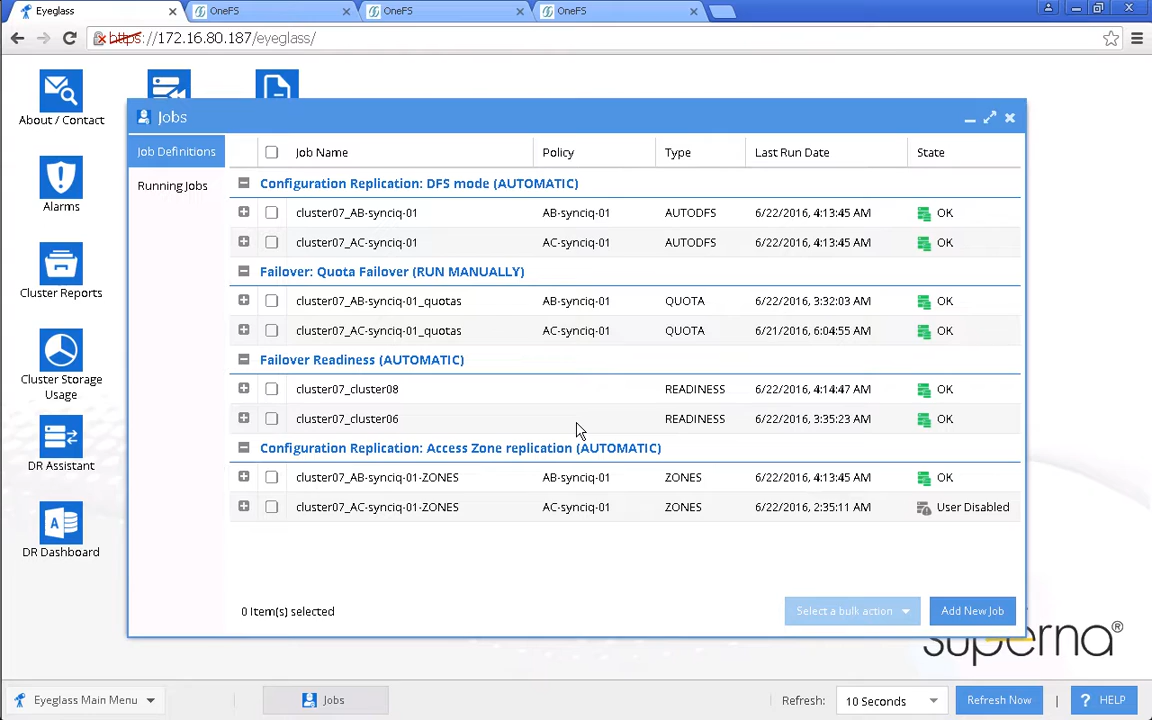 Eyeglass
OneFS
OneFS
OneFS
https://172.16.80.187/eyeglass/
About / Contact
Alarms
Cluster Reports
Cluster Storage
Usage
DR Assistant
DR Dashboard
Jobs
Job Definitions
Running Jobs
Job Name Policy Type Last Run Date State
Configuration Replication: DFS mode (AUTOMATIC)
cluster07_AB-synciq-01 AB-synciq-01 AUTODFS 6/22/2016, 4:13:45 AM OK
cluster07_AC-synciq-01 AC-synciq-01 AUTODFS 6/22/2016, 4:13:45 AM OK
Failover: Quota Failover (RUN MANUALLY)
cluster07_AB-synciq-01_quotas AB-synciq-01 QUOTA 6/22/2016, 3:32:03 AM OK
cluster07_AC-synciq-01_quotas AC-synciq-01 QUOTA 6/21/2016, 6:04:55 AM OK
Failover Readiness (AUTOMATIC)
cluster07_cluster08 READINESS 6/22/2016, 4:14:47 AM OK
cluster07_cluster06 READINESS 6/22/2016, 3:35:23 AM OK
Configuration Replication: Access Zone replication (AUTOMATIC)
cluster07_AB-synciq-01-ZONES AB-synciq-01 ZONES 6/22/2016, 4:13:45 AM OK
cluster07_AC-synciq-01-ZONES AC-synciq-01 ZONES 6/22/2016, 2:35:11 AM User Disabled
0 Item(s) selected
Select a bulk action
Add New Job
superna®
Eyeglass Main Menu
Jobs
Refresh:
10 Seconds
Refresh Now
| ? HELP